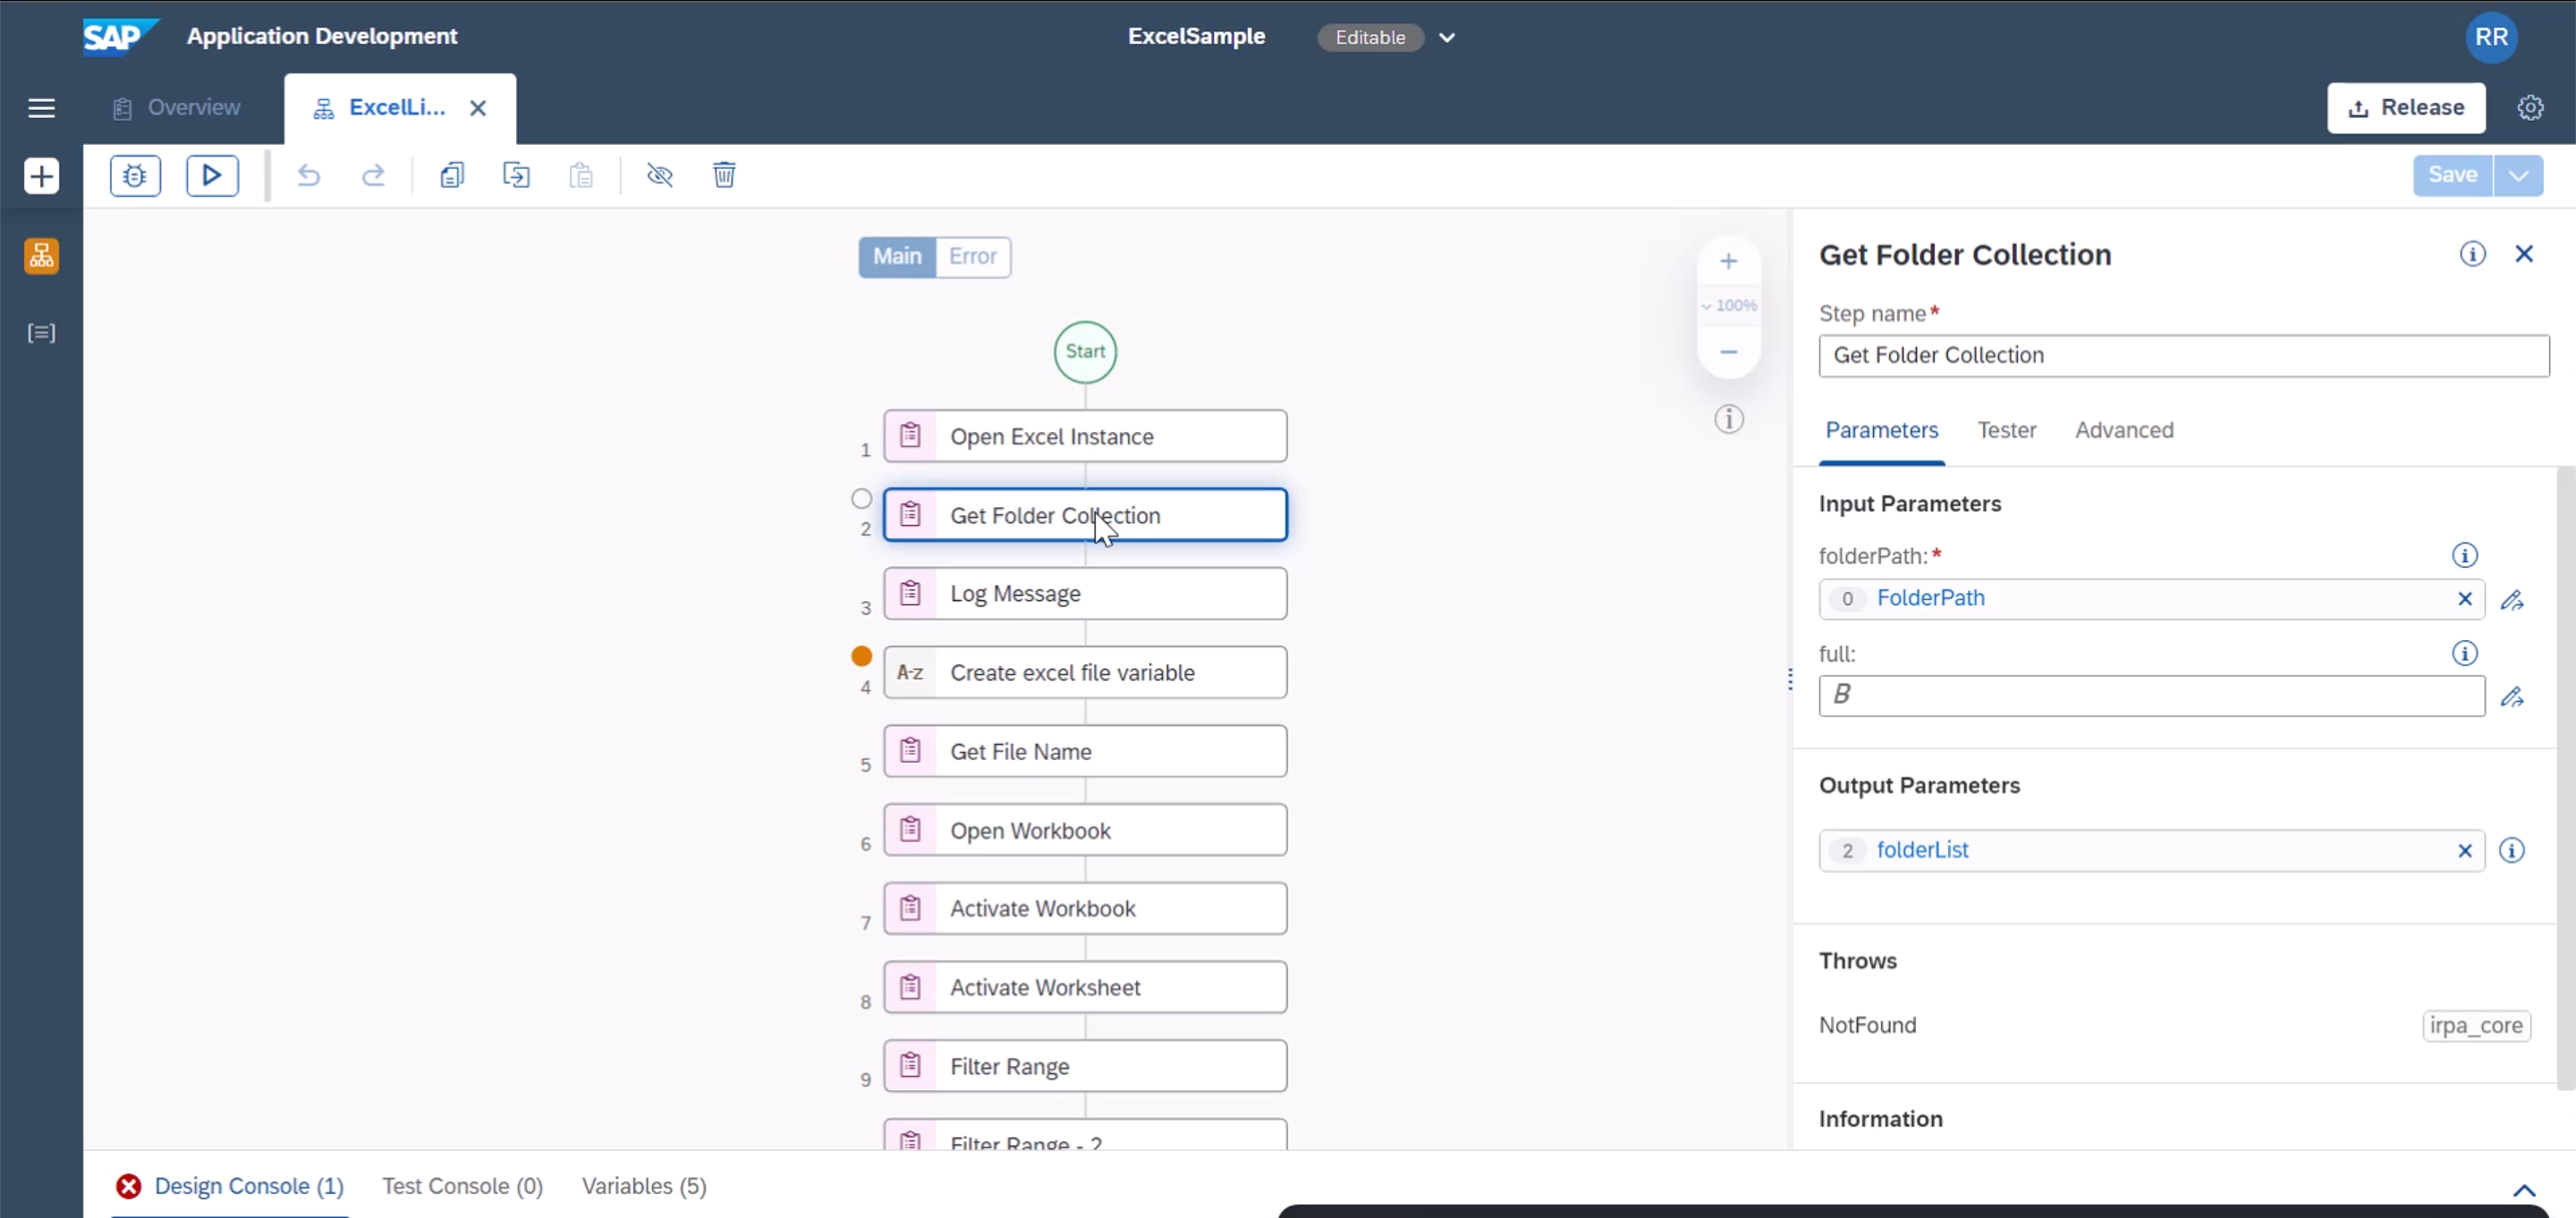 SAP Application Development ExcelSample Editable RR
Overview ExcelLi... Release
Save
Main Error
100%
Start
1 Open Excel Instance
2 Get Folder Collection
3 Log Message
4 A-z Create excel file variable
5 Get File Name
6 Open Workbook
7 Activate Workbook
8 Activate Worksheet
9 Filter Range
Filter Range - 2
Get Folder Collection
Step name*
Get Folder Collection
Parameters Tester Advanced
Input Parameters
folderPath:*
0 FolderPath
full:
B
Output Parameters
2 folderList
Throws
NotFound irpa_core
Information
Design Console (1) Test Console (0) Variables (5)